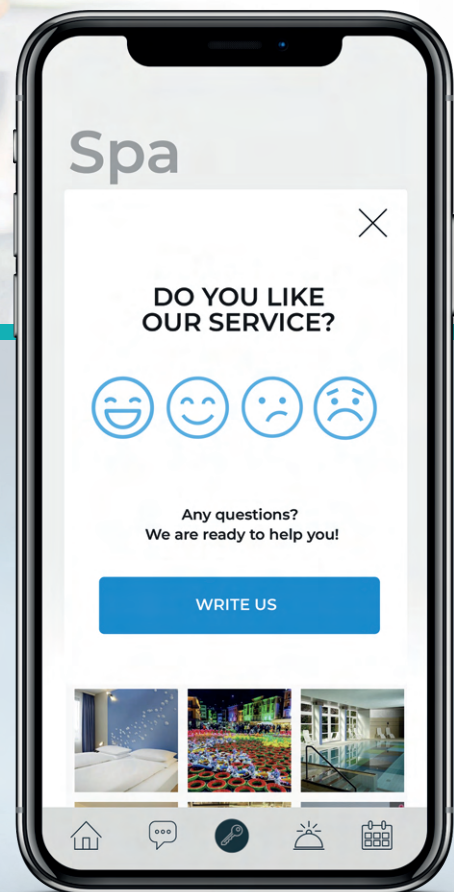 Spa
DO YOU LIKE
OUR SERVICE?
Any questions?
We are ready to help you!
WRITE US